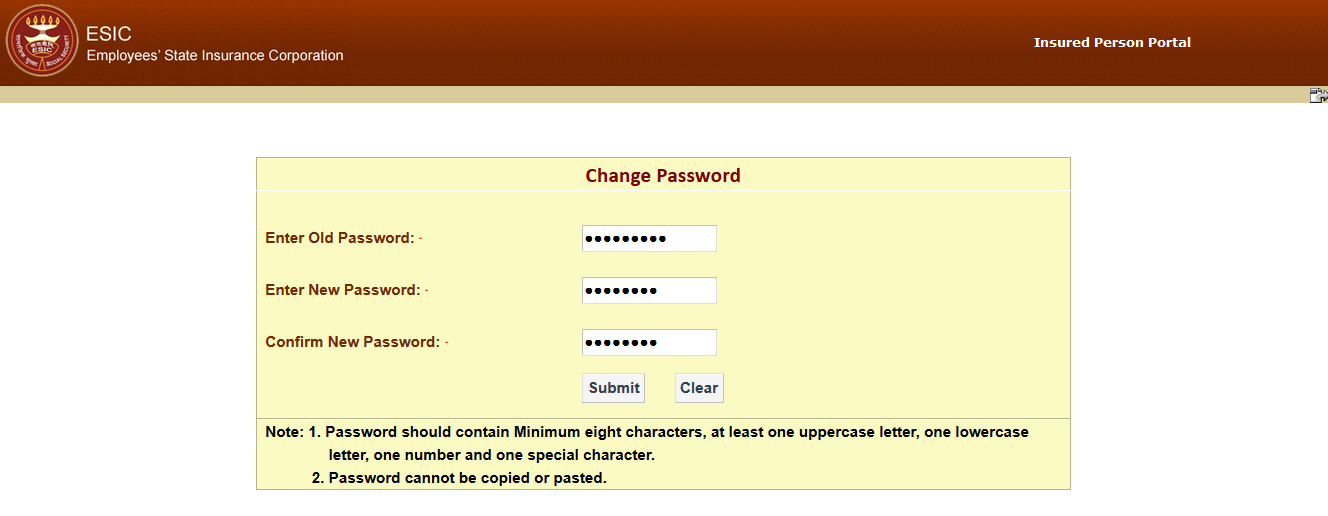 ESIC
Employees' State Insurance Corporation
Insured Person Portal
Change Password
Enter Old Password:
Enter New Password:
Confirm New Password:
Submit Clear
Note: 1. Password should contain Minimum eight characters, at least one uppercase letter, one lowercase
letter, one number and one special character.
2. Password cannot be copied or pasted.